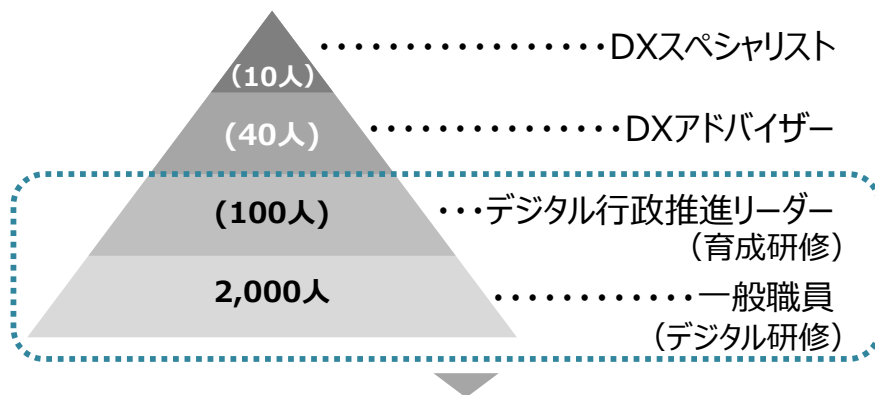 (10人)・・・・・・・・・・・・・・・・・DXスペシャリスト
(40人)・・・・・・・・・・・・・・・DXアドバイザー
(100人)・・・デジタル行政推進リーダー
(育成研修)
2,000人・・・・・・・・・・・・一般職員
(デジタル研修)